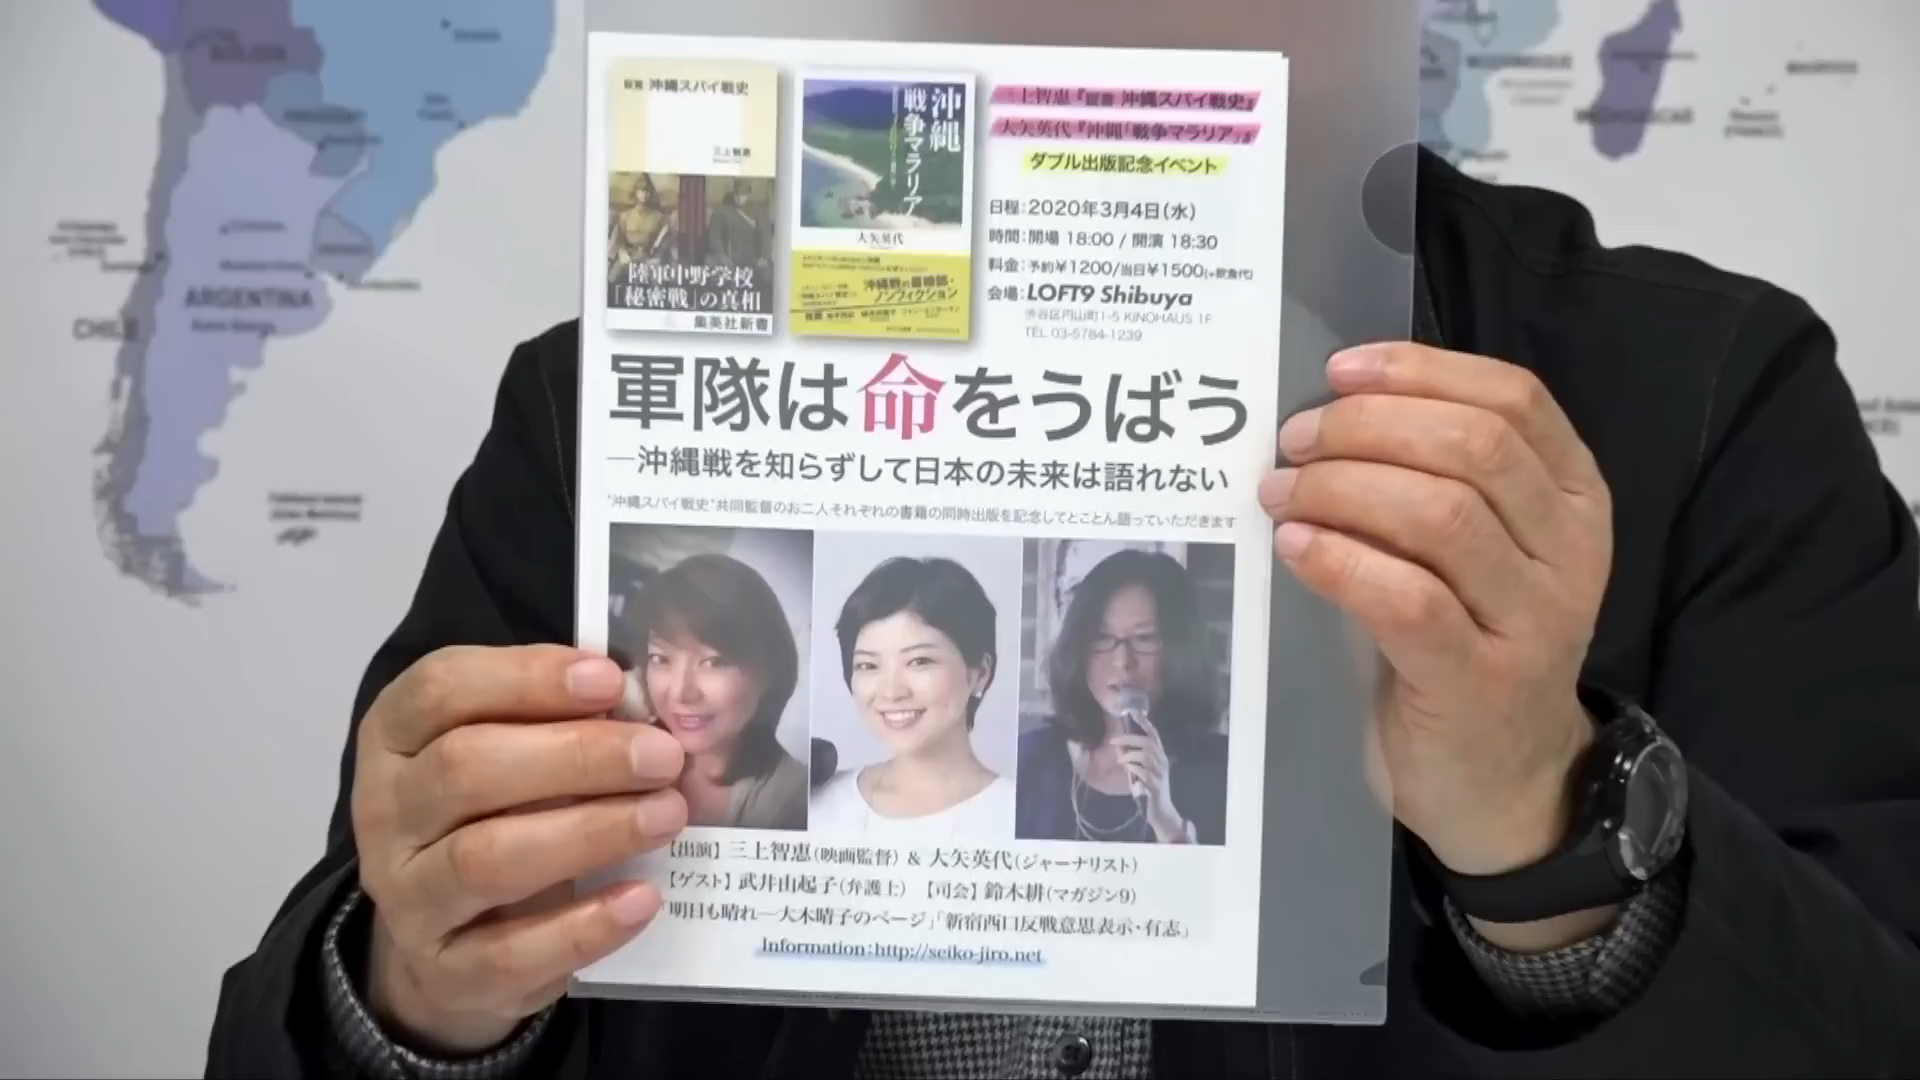 証言 沖縄スパイ戦史
三上智恵
陸軍中野学校
「秘密戦」の真相
集英社新書
沖縄
戦争マラリア
大矢英代
沖縄戦の最暗部・
ノンフィクション
三上智恵『証言 沖縄スパイ戦史』
大矢英代『沖縄「戦争マラリア」』
ダブル出版記念イベント
日程:2020年3月4日(水)
時間:開場 18:00 / 開演 18:30
料金:予約¥1200/当日¥1500(+飲食代)
会場:LOFT9 Shibuya
渋谷区円山町1-5 KINOHAUS 1F
TEL 03-5784-1239
軍隊は命をうばう
―沖縄戦を知らずして日本の未来は語れない
"沖縄スパイ戦史"共同監督のお二人それぞれの書籍の同時出版を記念してとことん語っていただきます
【出演】三上智恵(映画監督) & 大矢英代(ジャーナリスト)
【ゲスト】武井由起子(弁護士) 【司会】鈴木耕(マガジン9)
「明日も晴れ―大木晴子のページ」「新宿西口反戦意思表示・有志」
Information:http://seiko-jiro.net
CHILE
ARGENTINA